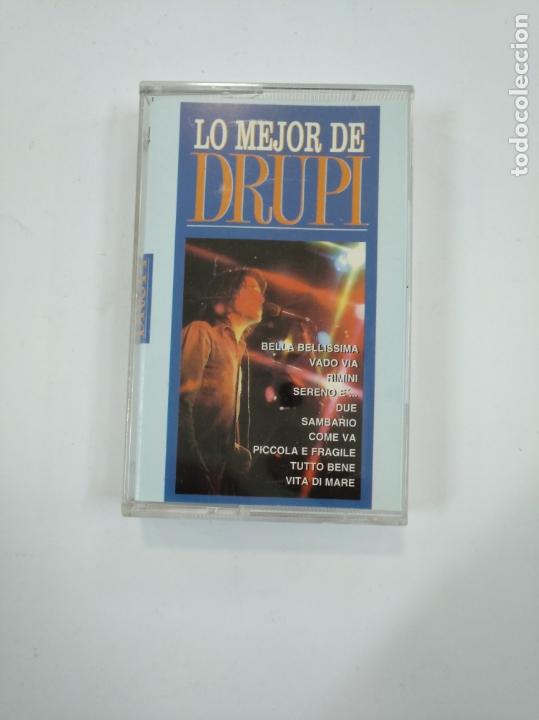 LO MEJOR DE
DRUPI
BELLA BELLISSIMA
VADO VIA
RIMINI
SERENO E'...
DUE
SAMBARIO
COME VA
PICCOLA E FRAGILE
TUTTO BENE
VITA DI MARE
DRUPI
todocoleccion